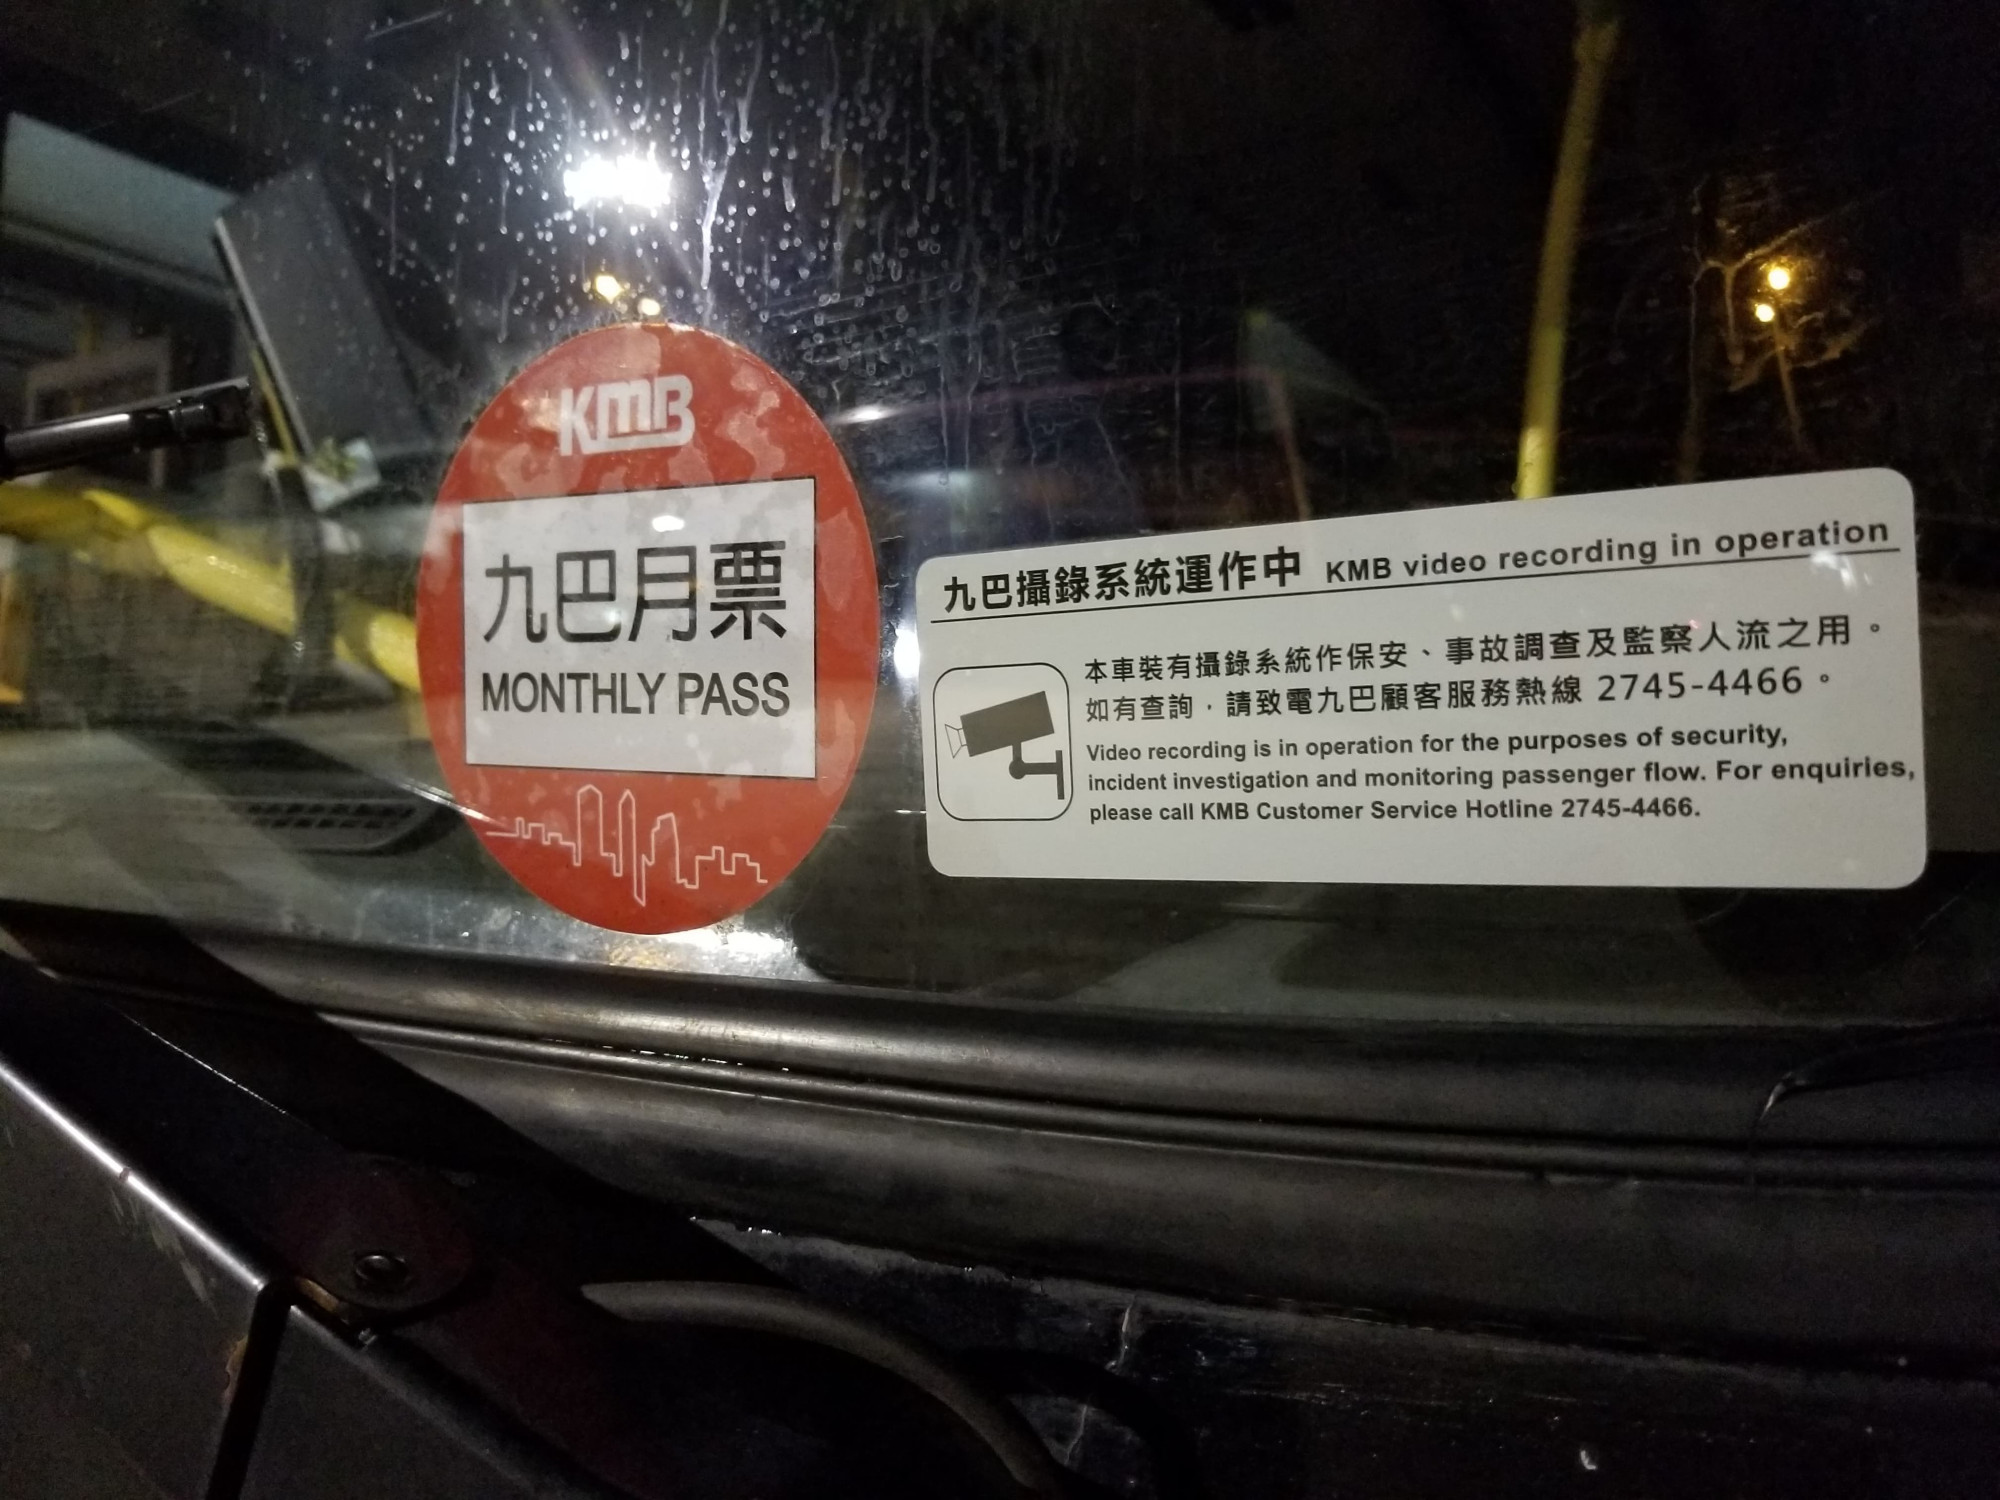 KMB
九巴月票
MONTHLY PASS
九巴攝錄系統運作中 KMB video recording in operation
本車裝有攝錄系統作保安、事故調查及監察人流之用。
如有查詢，請致電九巴顧客服務熱線 2745-4466。
Video recording is in operation for the purposes of security,
incident investigation and monitoring passenger flow. For enquiries,
please call KMB Customer Service Hotline 2745-4466.